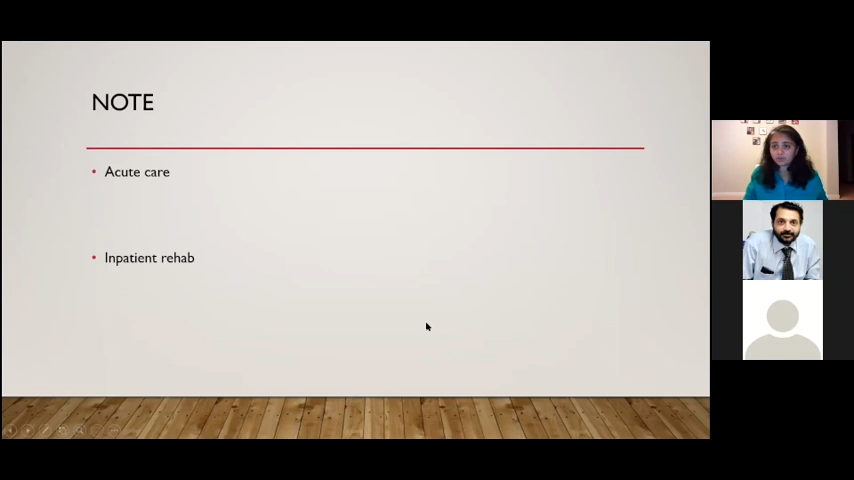 NOTE
• Acute care
• Inpatient rehab